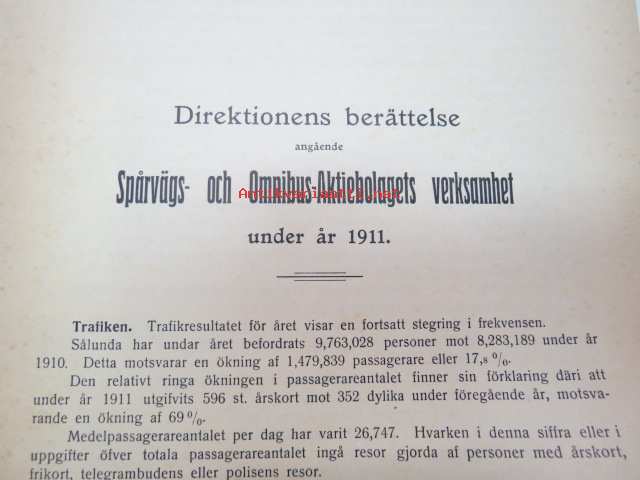 Direktionens berättelse
angående
Spårvägs- och Omnibus-Aktiebolagets verksamhet
under år 1911.
Trafiken. Trafikresultatet för året visar en fortsatt stegring i frekvensen.
Sålunda har undar året befordrats 9,763,028 personer mot 8,283,189 under år
1910. Detta motsvarar en ökning af 1,479,839 passagerare eller 17,8 %.
Den relativt ringa ökningen i passagerareantalet finner sin förklaring däri att
under år 1911 utgifvits 596 st. årskort mot 352 dylika under föregående år, motsva-
rande en ökning af 69 %.
Medelpassagerareantalet per dag har varit 26,747. Hvarken i denna siffra eller i
uppgifter öfver totala passagerareantalet ingå resor gjorda af personer med årskort,
frikort, telegrambudens eller polisens resor.